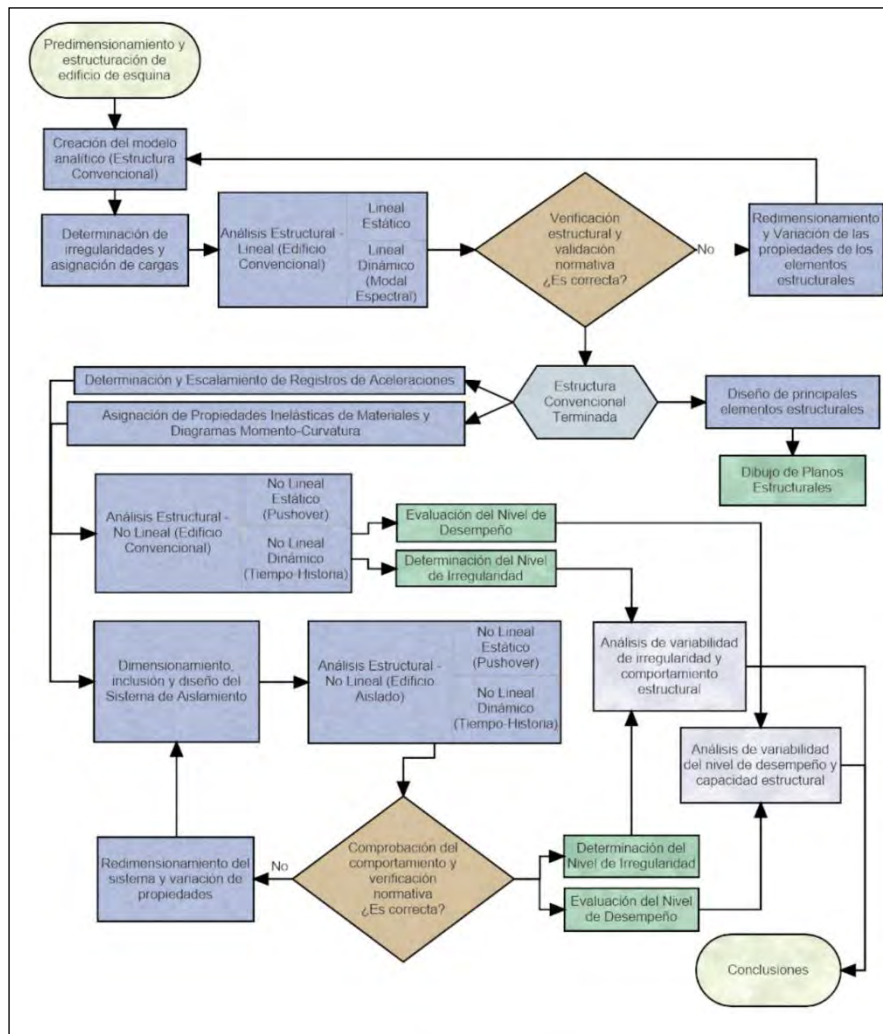 Predimensionamiento y
estructuración de
edificio de esquina
Creación del modelo
analítico (Estructura
Convencional)
Determinación de
irregularidades y
asignación de cargas
Análisis Estructural -
Lineal (Edificio
Convencional)
Lineal
Estático
Lineal
Dinámico
(Modal
Espectral)
Verificación
estructural y
validación
normativa
¿Es correcta?
No
Redimensionamiento
y Variación de las
propiedades de los
elementos
estructurales
Determinación y Escalamiento de Registros de Aceleraciones
Asignación de Propiedades Inelásticas de Materiales y
Diagramas Momento-Curvatura
Estructura
Convencional
Terminada
Diseño de principales
elementos estructurales
Dibujo de Planos
Estructurales
Análisis Estructural -
No Lineal (Edificio
Convencional)
No Lineal
Estático
(Pushover)
No Lineal
Dinámico
(Tiempo-Historia)
Evaluación del Nivel de
Desempeño
Determinación del Nivel
de Irregularidad
Dimensionamiento,
inclusión y diseño del
Sistema de Aislamiento
Análisis Estructural -
No Lineal (Edificio
Aislado)
No Lineal
Estático
(Pushover)
No Lineal
Dinámico
(Tiempo-Historia)
Análisis de variabilidad
de irregularidad y
comportamiento
estructural
Análisis de variabilidad
del nivel de desempeño y
capacidad estructural
Redimensionamiento del
sistema y variación de
propiedades
No
Comprobación del
comportamiento y
verificación
normativa
¿Es correcta?
Determinación del
Nivel de Irregularidad
Evaluación del Nivel
de Desempeño
Conclusiones